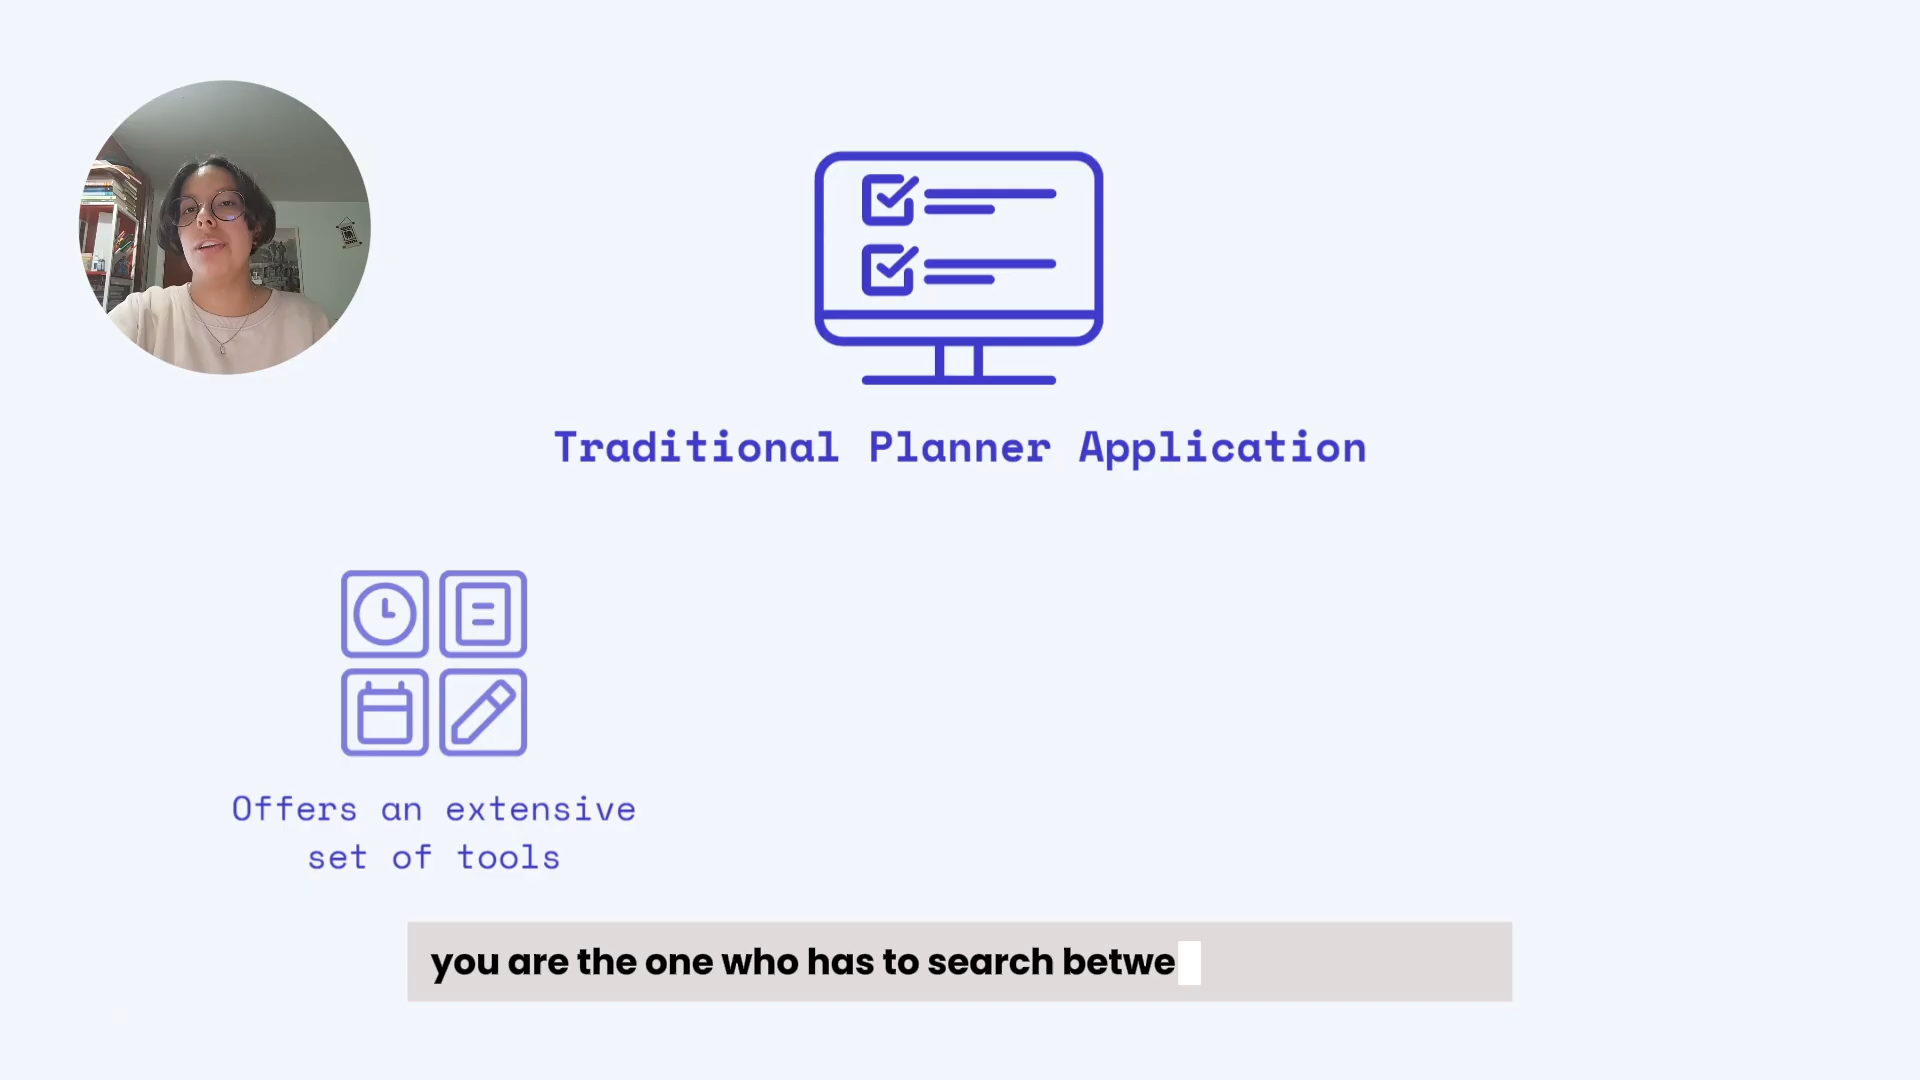 Traditional Planner Application
Offers an extensive
set of tools
you are the one who has to search betwe